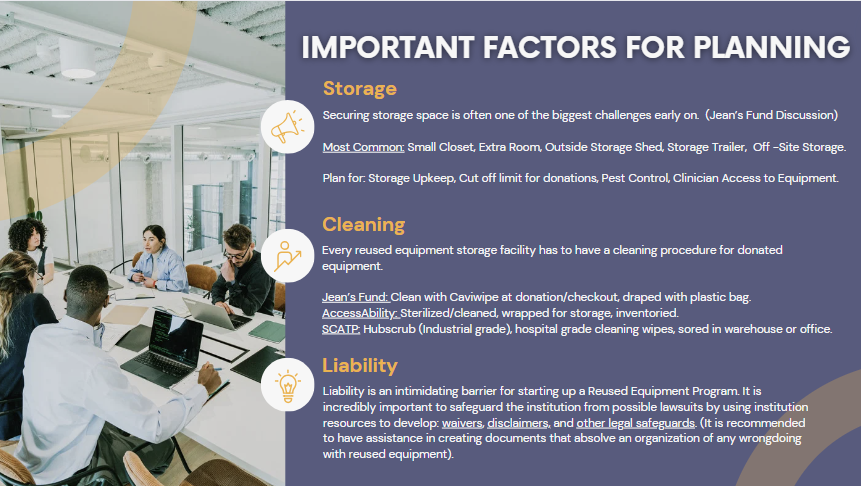 IMPORTANT FACTORS FOR PLANNING
Storage
Securing storage space is often one of the biggest challenges early on. (Jean's Fund Discussion)
Most Common: Small Closet, Extra Room, Outside Storage Shed, Storage Trailer, Off -Site Storage.
Plan for: Storage Upkeep, Cut off limit for donations, Pest Control, Clinician Access to Equipment.
Cleaning
Every reused equipment storage facility has to have a cleaning procedure for donated
equipment.
Jean's Fund: Clean with Caviwipe at donation/checkout, draped with plastic bag.
AccessAbility: Sterilized/cleaned, wrapped for storage, inventoried.
SCATP: Hubscrub (Industrial grade), hospital grade cleaning wipes, sored in warehouse or office.
Liability
Liability is an intimidating barrier for starting up a Reused Equipment Program. It is
incredibly important to safeguard the institution from possible lawsuits by using institution
resources to develop: waivers, disclaimers, and other legal safeguards. (It is recommended
to have assistance in creating documents that absolve an organization of any wrongdoing
with reused equipment).